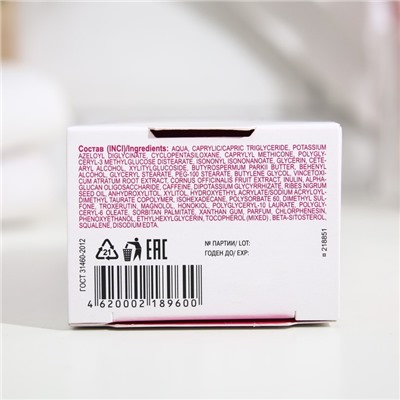 Состав (INCI)/Ingredients: AQUA, CAPRYLIC/CAPRIC TRIGLYCERIDE, POTASSIUM
AZELOYL DIGLYCINATE, CYCLOPENTASILOXANE, CAPRYLYL METHICONE, POLYGLY-
CERYL-3 METHYLGLUCOSE DISTEARATE, ISONONYL ISONONANOATE, GLYCERIN, CETE-
ARYL ALCOHOL, XYLITYLGLUCOSIDE, BUTYROSPERMUM PARKII BUTTER, BEHENYL
ALCOHOL, GLYCERYL STEARATE, PEG-100 STEARATE, BUTYLENE GLYCOL, VINCETOXI-
CUM ATRATUM ROOT EXTRACT, CORNUS OFFICINALIS FRUIT EXTRACT, INULIN, ALPHA-
GLUCAN OLIGOSACCHARIDE, CAFFEINE, DIPOTASSIUM GLYCYRRHIZATE, RIBES NIGRUM
SEED OIL, ANHYDROXYLITOL, XYLITOL, HYDROXYETHYL ACRYLATE/SODIUM ACRYLOYL-
DIMETHYL TAURATE COPOLYMER, ISOHEXADECANE, POLYSORBATE 60, DIMETHYL SUL-
FONE, TROXERUTIN, MAGNOLOL, HONOKIOL, POLYGLYCERYL-10 LAURATE, POLYGLY-
CERYL-6 OLEATE, SORBITAN PALMITATE, XANTHAN GUM, PARFUM, CHLORPHENESIN,
PHENOXYETHANOL, ETHYLHEXYLGLYCERIN, TOCOPHEROL (MIXED), BETA-SITOSTEROL,
SQUALENE, DISODIUM EDTA.
ГОСТ 31460-2012
21
EAC
№ ПАРТИИ/ LOT:
ГОДЕН ДО/ EXP:
218851
4 620002 189600